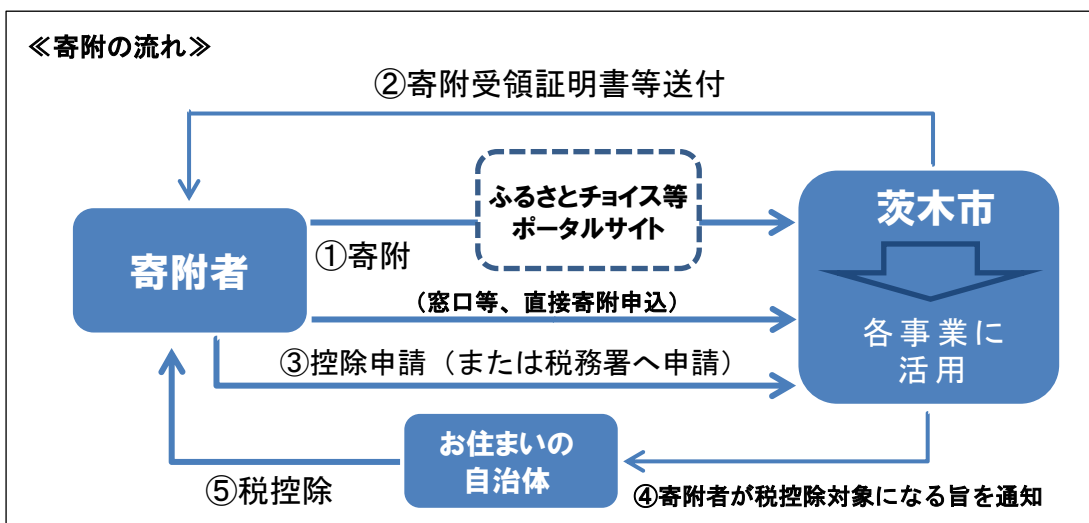 ≪寄附の流れ≫
②寄附受領証明書等送付
ふるさとチョイス等
ポータルサイト
茨木市
寄附者
①寄附
(窓口等、直接寄附申込)
各事業に
活用
③控除申請（または税務署へ申請）
お住まいの
自治体
⑤税控除
④寄附者が税控除対象になる旨を通知